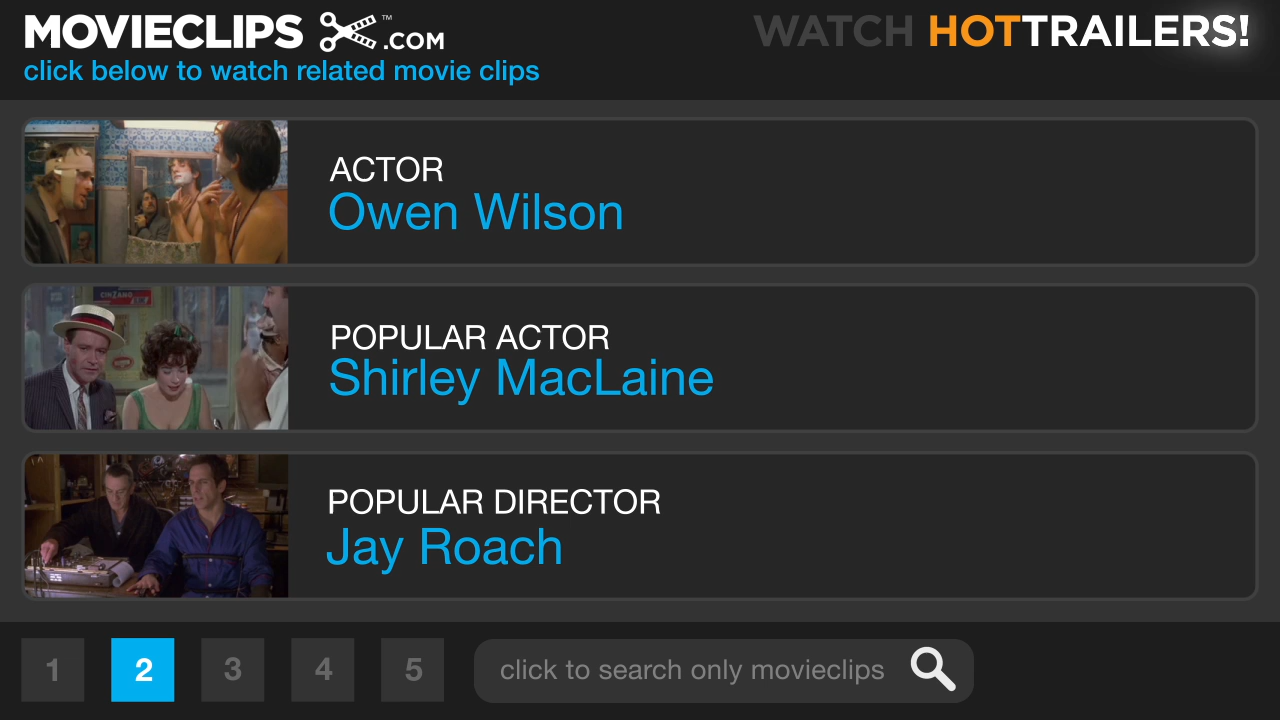 MOVIECLIPS ™ .COM
WATCH HOTTRAILERS!
click below to watch related movie clips
ACTOR
Owen Wilson
CINZANO
POPULAR ACTOR
Shirley MacLaine
POPULAR DIRECTOR
Jay Roach
1 2 3 4 5
click to search only movieclips